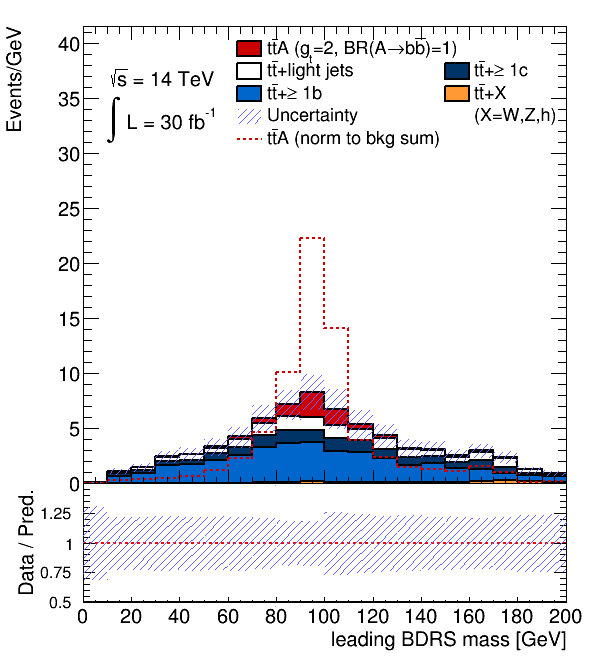 Events/GeV
40
35
30
25
20
15
10
5
0
√s = 14 TeV
∫ L = 30 fb⁻¹
tt̄A (gₜ=2, BR(A→bb̄)=1)
tt̄+light jets
tt̄+≥ 1c
tt̄+≥ 1b
tt̄+X
Uncertainty
(X=W,Z,h)
tt̄A (norm to bkg sum)
Data / Pred.
1.25
1
0.75
0.5
0 20 40 60 80 100 120 140 160 180 200
leading BDRS mass [GeV]